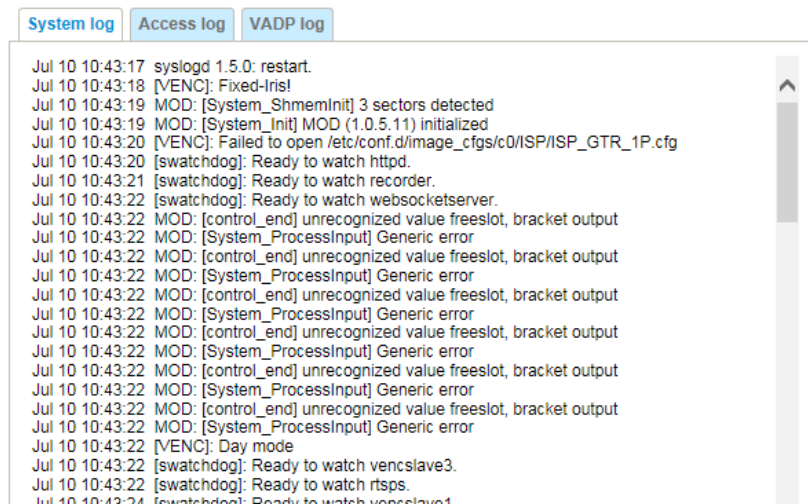 System log Access log VADP log
Jul 10 10:43:17 syslogd 1.5.0: restart.
Jul 10 10:43:18 [VENC]: Fixed-Iris!
Jul 10 10:43:19 MOD: [System_ShmemInit] 3 sectors detected
Jul 10 10:43:19 MOD: [System_Init] MOD (1.0.5.11) initialized
Jul 10 10:43:20 [VENC]: Failed to open /etc/conf.d/image_cfgs/c0/ISP/ISP_GTR_1P.cfg
Jul 10 10:43:20 [swatchdog]: Ready to watch httpd.
Jul 10 10:43:21 [swatchdog]: Ready to watch recorder.
Jul 10 10:43:22 [swatchdog]: Ready to watch websocketserver.
Jul 10 10:43:22 MOD: [control_end] unrecognized value freeslot, bracket output
Jul 10 10:43:22 MOD: [System_ProcessInput] Generic error
Jul 10 10:43:22 MOD: [control_end] unrecognized value freeslot, bracket output
Jul 10 10:43:22 MOD: [System_ProcessInput] Generic error
Jul 10 10:43:22 MOD: [control_end] unrecognized value freeslot, bracket output
Jul 10 10:43:22 MOD: [System_ProcessInput] Generic error
Jul 10 10:43:22 MOD: [control_end] unrecognized value freeslot, bracket output
Jul 10 10:43:22 MOD: [System_ProcessInput] Generic error
Jul 10 10:43:22 MOD: [control_end] unrecognized value freeslot, bracket output
Jul 10 10:43:22 MOD: [System_ProcessInput] Generic error
Jul 10 10:43:22 MOD: [control_end] unrecognized value freeslot, bracket output
Jul 10 10:43:22 MOD: [System_ProcessInput] Generic error
Jul 10 10:43:22 [VENC]: Day mode
Jul 10 10:43:22 [swatchdog]: Ready to watch vencslave3.
Jul 10 10:43:22 [swatchdog]: Ready to watch rtsps.
Jul 10 10:43:24 [swatchdog]: Ready to watch vencslave1.